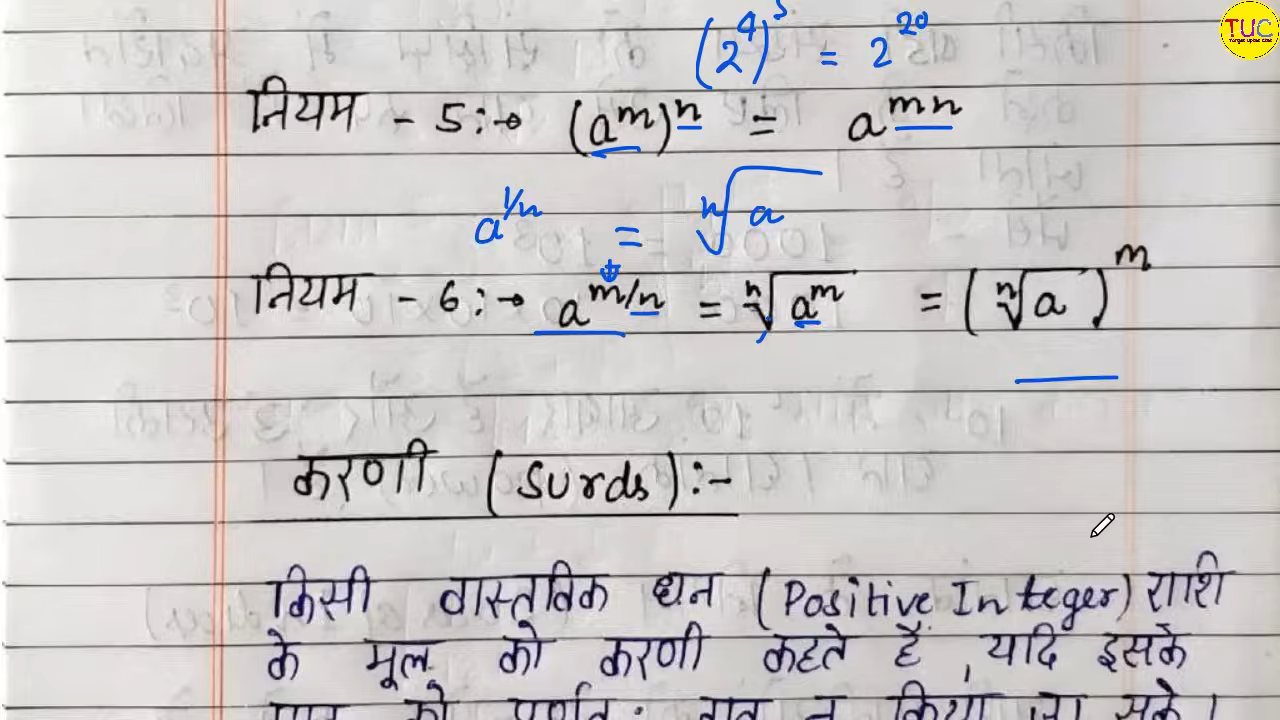 TUC
(2⁴)⁵ = 2²⁰
नियम - 5:→ (aᵐ)ⁿ = aᵐⁿ
a^1/n = ⁿ√a
नियम - 6:→ a^m/n = ⁿ√aᵐ = (ⁿ√a)ᵐ
करणी (Surds):-
किसी वास्तविक धन (Positive Integer) राशि
के मूल को करणी कहते हैं, यदि इसके